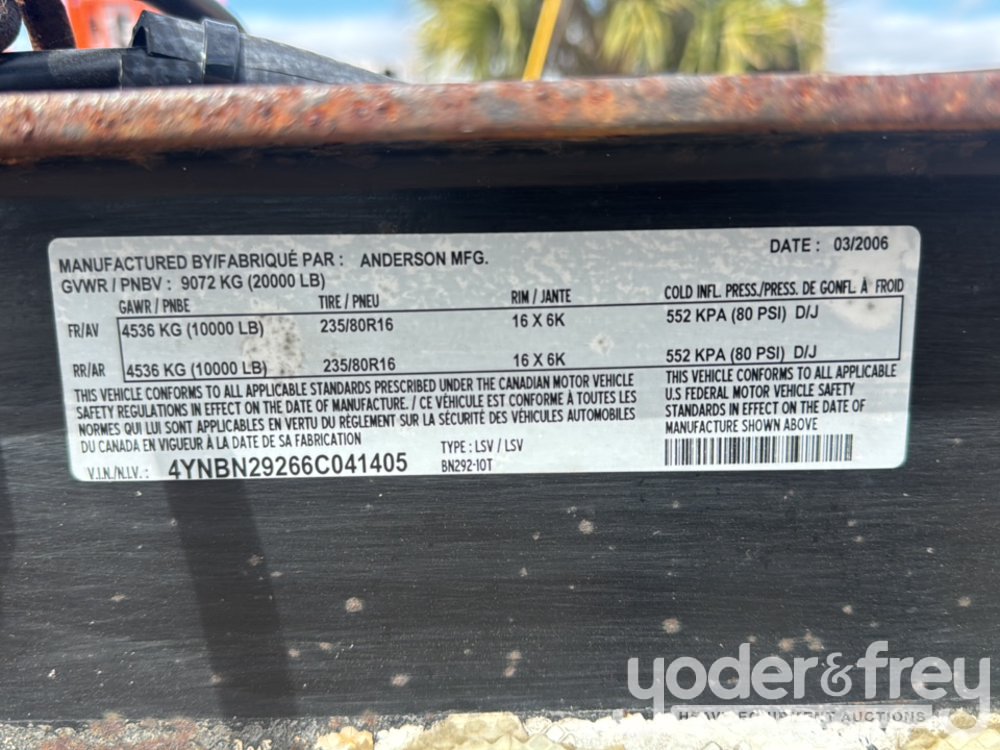 MANUFACTURED BY/FABRIQUÉ PAR : ANDERSON MFG. DATE : 03/2006
GVWR / PNBV : 9072 KG (20000 LB)
GAWR / PNBE TIRE / PNEU RIM / JANTE COLD INFL. PRESS./PRESS. DE GONFL. À FROID
FR/AV 4536 KG (10000 LB) 235/80R16 16 X 6K 552 KPA (80 PSI) D/J
RR/AR 4536 KG (10000 LB) 235/80R16 16 X 6K 552 KPA (80 PSI) D/J
THIS VEHICLE CONFORMS TO ALL APPLICABLE STANDARDS PRESCRIBED UNDER THE CANADIAN MOTOR VEHICLE
SAFETY REGULATIONS IN EFFECT ON THE DATE OF MANUFACTURE. / CE VÉHICULE EST CONFORME À TOUTES LES
NORMES QUI LUI SONT APPLICABLES EN VERTU DU RÈGLEMENT SUR LA SÉCURITÉ DES VÉHICULES AUTOMOBILES
DU CANADA EN VIGUEUR À LA DATE DE SA FABRICATION
THIS VEHICLE CONFORMS TO ALL APPLICABLE
U.S FEDERAL MOTOR VEHICLE SAFETY
STANDARDS IN EFFECT ON THE DATE OF
MANUFACTURE SHOWN ABOVE
V.I.N./N.I.V. : 4YNBN29266C041405
TYPE : LSV / LSV
BN292-10T
yoder&frey
HEAVY EQUIPMENT AUCTIONS